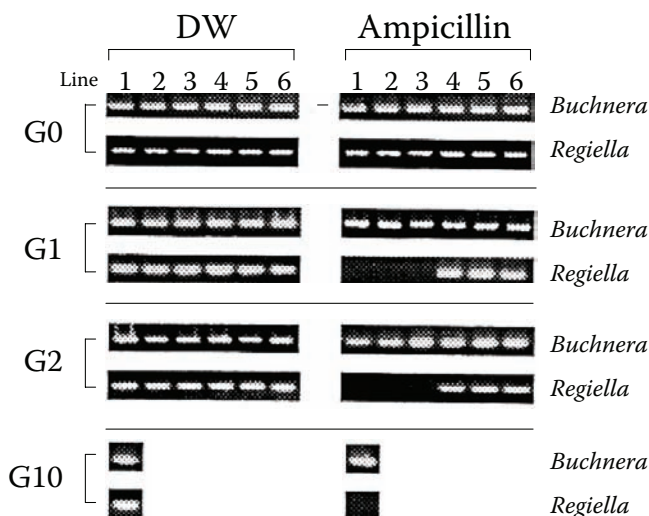 DW Ampicillin
Line 1 2 3 4 5 6 1 2 3 4 5 6
G0 Buchnera
Regiella
G1 Buchnera
Regiella
G2 Buchnera
Regiella
G10 Buchnera
Regiella